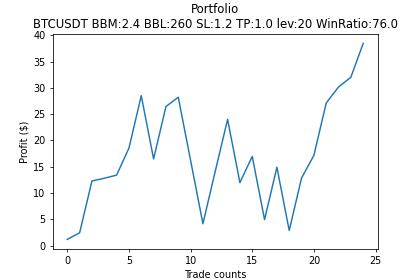 Portfolio
BTCUSDT BBM:2.4 BBL:260 SL:1.2 TP:1.0 lev:20 WinRatio:76.0
40
35
30
25
20
15
10
5
0
Profit ($)
0 5 10 15 20 25
Trade counts